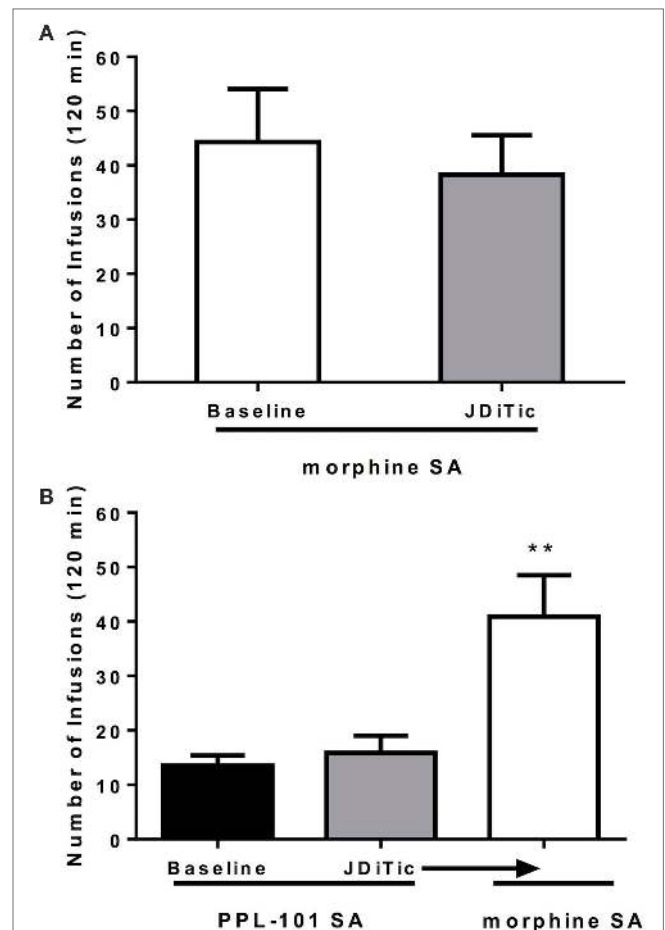 A
Number of Infusions (120 min)
60
50
40
30
20
10
0
Baseline JDiTic
morphine SA
B
Number of Infusions (120 min)
60
50
40
30
20
10
0
**
Baseline JDiTic
PPL-101 SA morphine SA